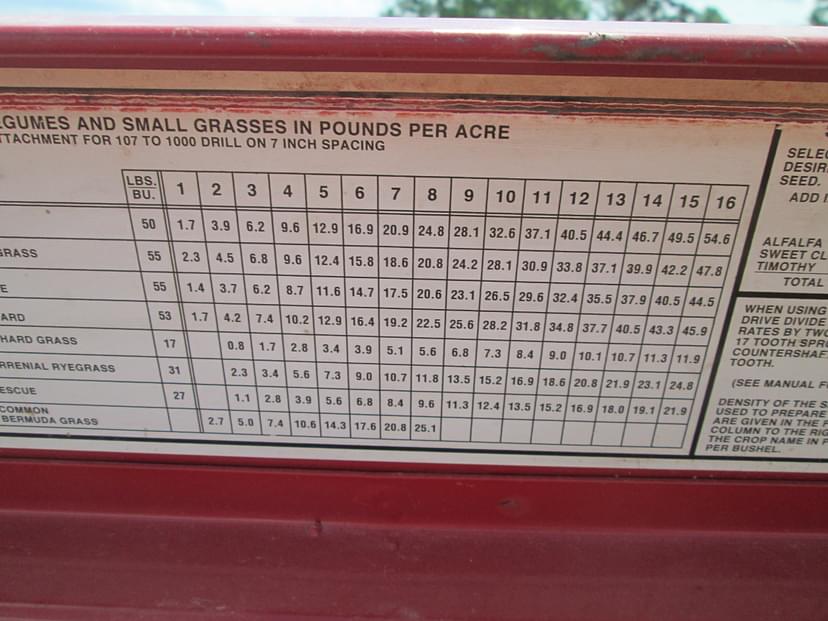 LEGUMES AND SMALL GRASSES IN POUNDS PER ACRE
ATTACHMENT FOR 107 TO 1000 DRILL ON 7 INCH SPACING
LBS. BU. 1 2 3 4 5 6 7 8 9 10 11 12 13 14 15 16
50 1.7 3.9 6.2 9.6 12.9 16.9 20.9 24.8 28.1 32.6 37.1 40.5 44.4 46.7 49.5 54.6
GRASS 55 2.3 4.5 6.8 9.6 12.4 15.8 18.6 20.8 24.2 28.1 30.9 33.8 37.1 39.9 42.2 47.8
E 55 1.4 3.7 6.2 8.7 11.6 14.7 17.5 20.6 23.1 26.5 29.6 32.4 35.5 37.9 40.5 44.5
ARD 53 1.7 4.2 7.4 10.2 12.9 16.4 19.2 22.5 25.6 28.2 31.8 34.8 37.7 40.5 43.3 45.9
HARD GRASS 17 0.8 1.7 2.8 3.4 3.9 5.1 5.6 6.8 7.3 8.4 9.0 10.1 10.7 11.3 11.9
RRENIAL RYEGRASS 31 2.3 3.4 5.6 7.3 9.0 10.7 11.8 13.5 15.2 16.9 18.6 20.8 21.9 23.1 24.8
ESCUE 27 1.1 2.8 3.9 5.6 6.8 8.4 9.6 11.3 12.4 13.5 15.2 16.9 18.0 19.1 21.9
COMMON
BERMUDA GRASS 2.7 5.0 7.4 10.6 14.3 17.6 20.8 25.1
SELEC
DESIR
SEED.
ADD
ALFALFA
SWEET CL
TIMOTHY
TOTAL
WHEN USING
DRIVE DIVIDE
RATES BY TWO
17 TOOTH SPRO
COUNTERSHAF
TOOTH.
(SEE MANUAL FO
DENSITY OF THE S
USED TO PREPARE
ARE GIVEN IN THE
COLUMN TO THE RIG
THE CROP NAME IN P
PER BUSHEL.